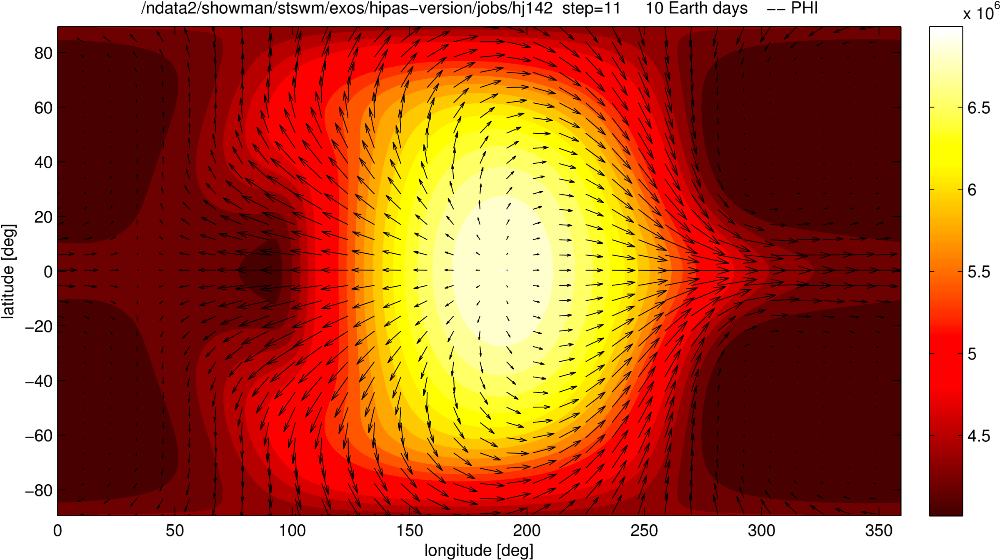 /ndata2/showman/stswm/exos/hipas−version/jobs/hj142 step=11 10 Earth days −− PHI
x 10^6
80
60
40
20
0
−20
−40
−60
−80
latitude [deg]
0 50 100 150 200 250 300 350
longitude [deg]
6.5
6
5.5
5
4.5